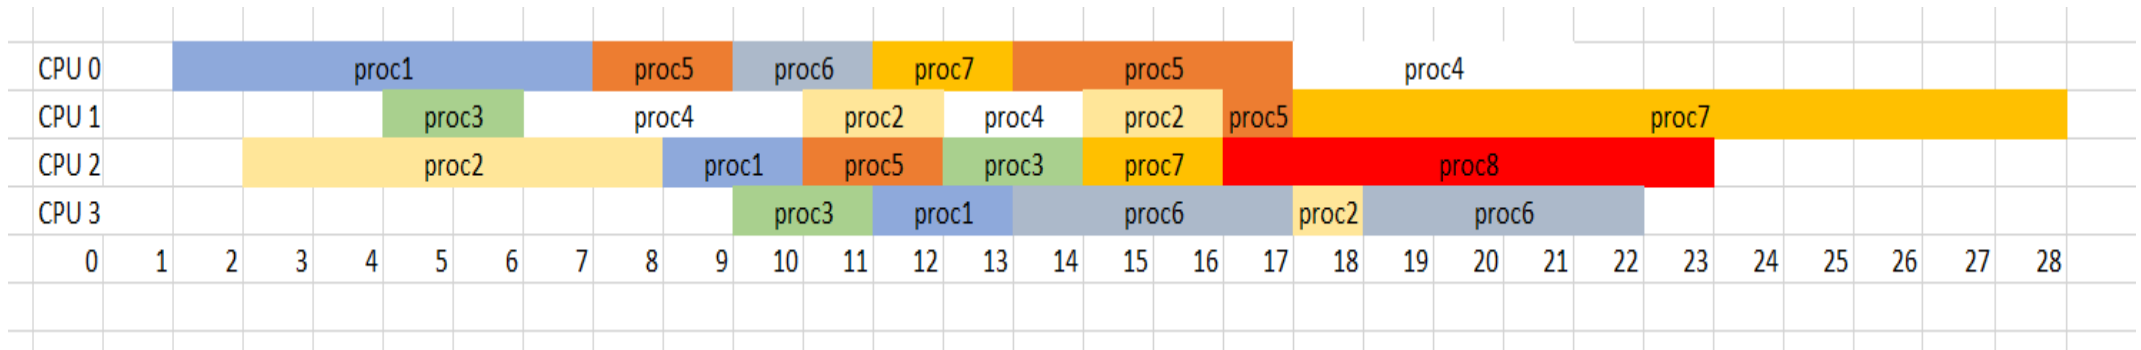 CPU 0 proc1 proc5 proc6 proc7 proc5 proc4
CPU 1 proc3 proc4 proc2 proc4 proc2 proc5 proc7
CPU 2 proc2 proc1 proc5 proc3 proc7 proc8
CPU 3 proc3 proc1 proc6 proc2 proc6
0 1 2 3 4 5 6 7 8 9 10 11 12 13 14 15 16 17 18 19 20 21 22 23 24 25 26 27 28